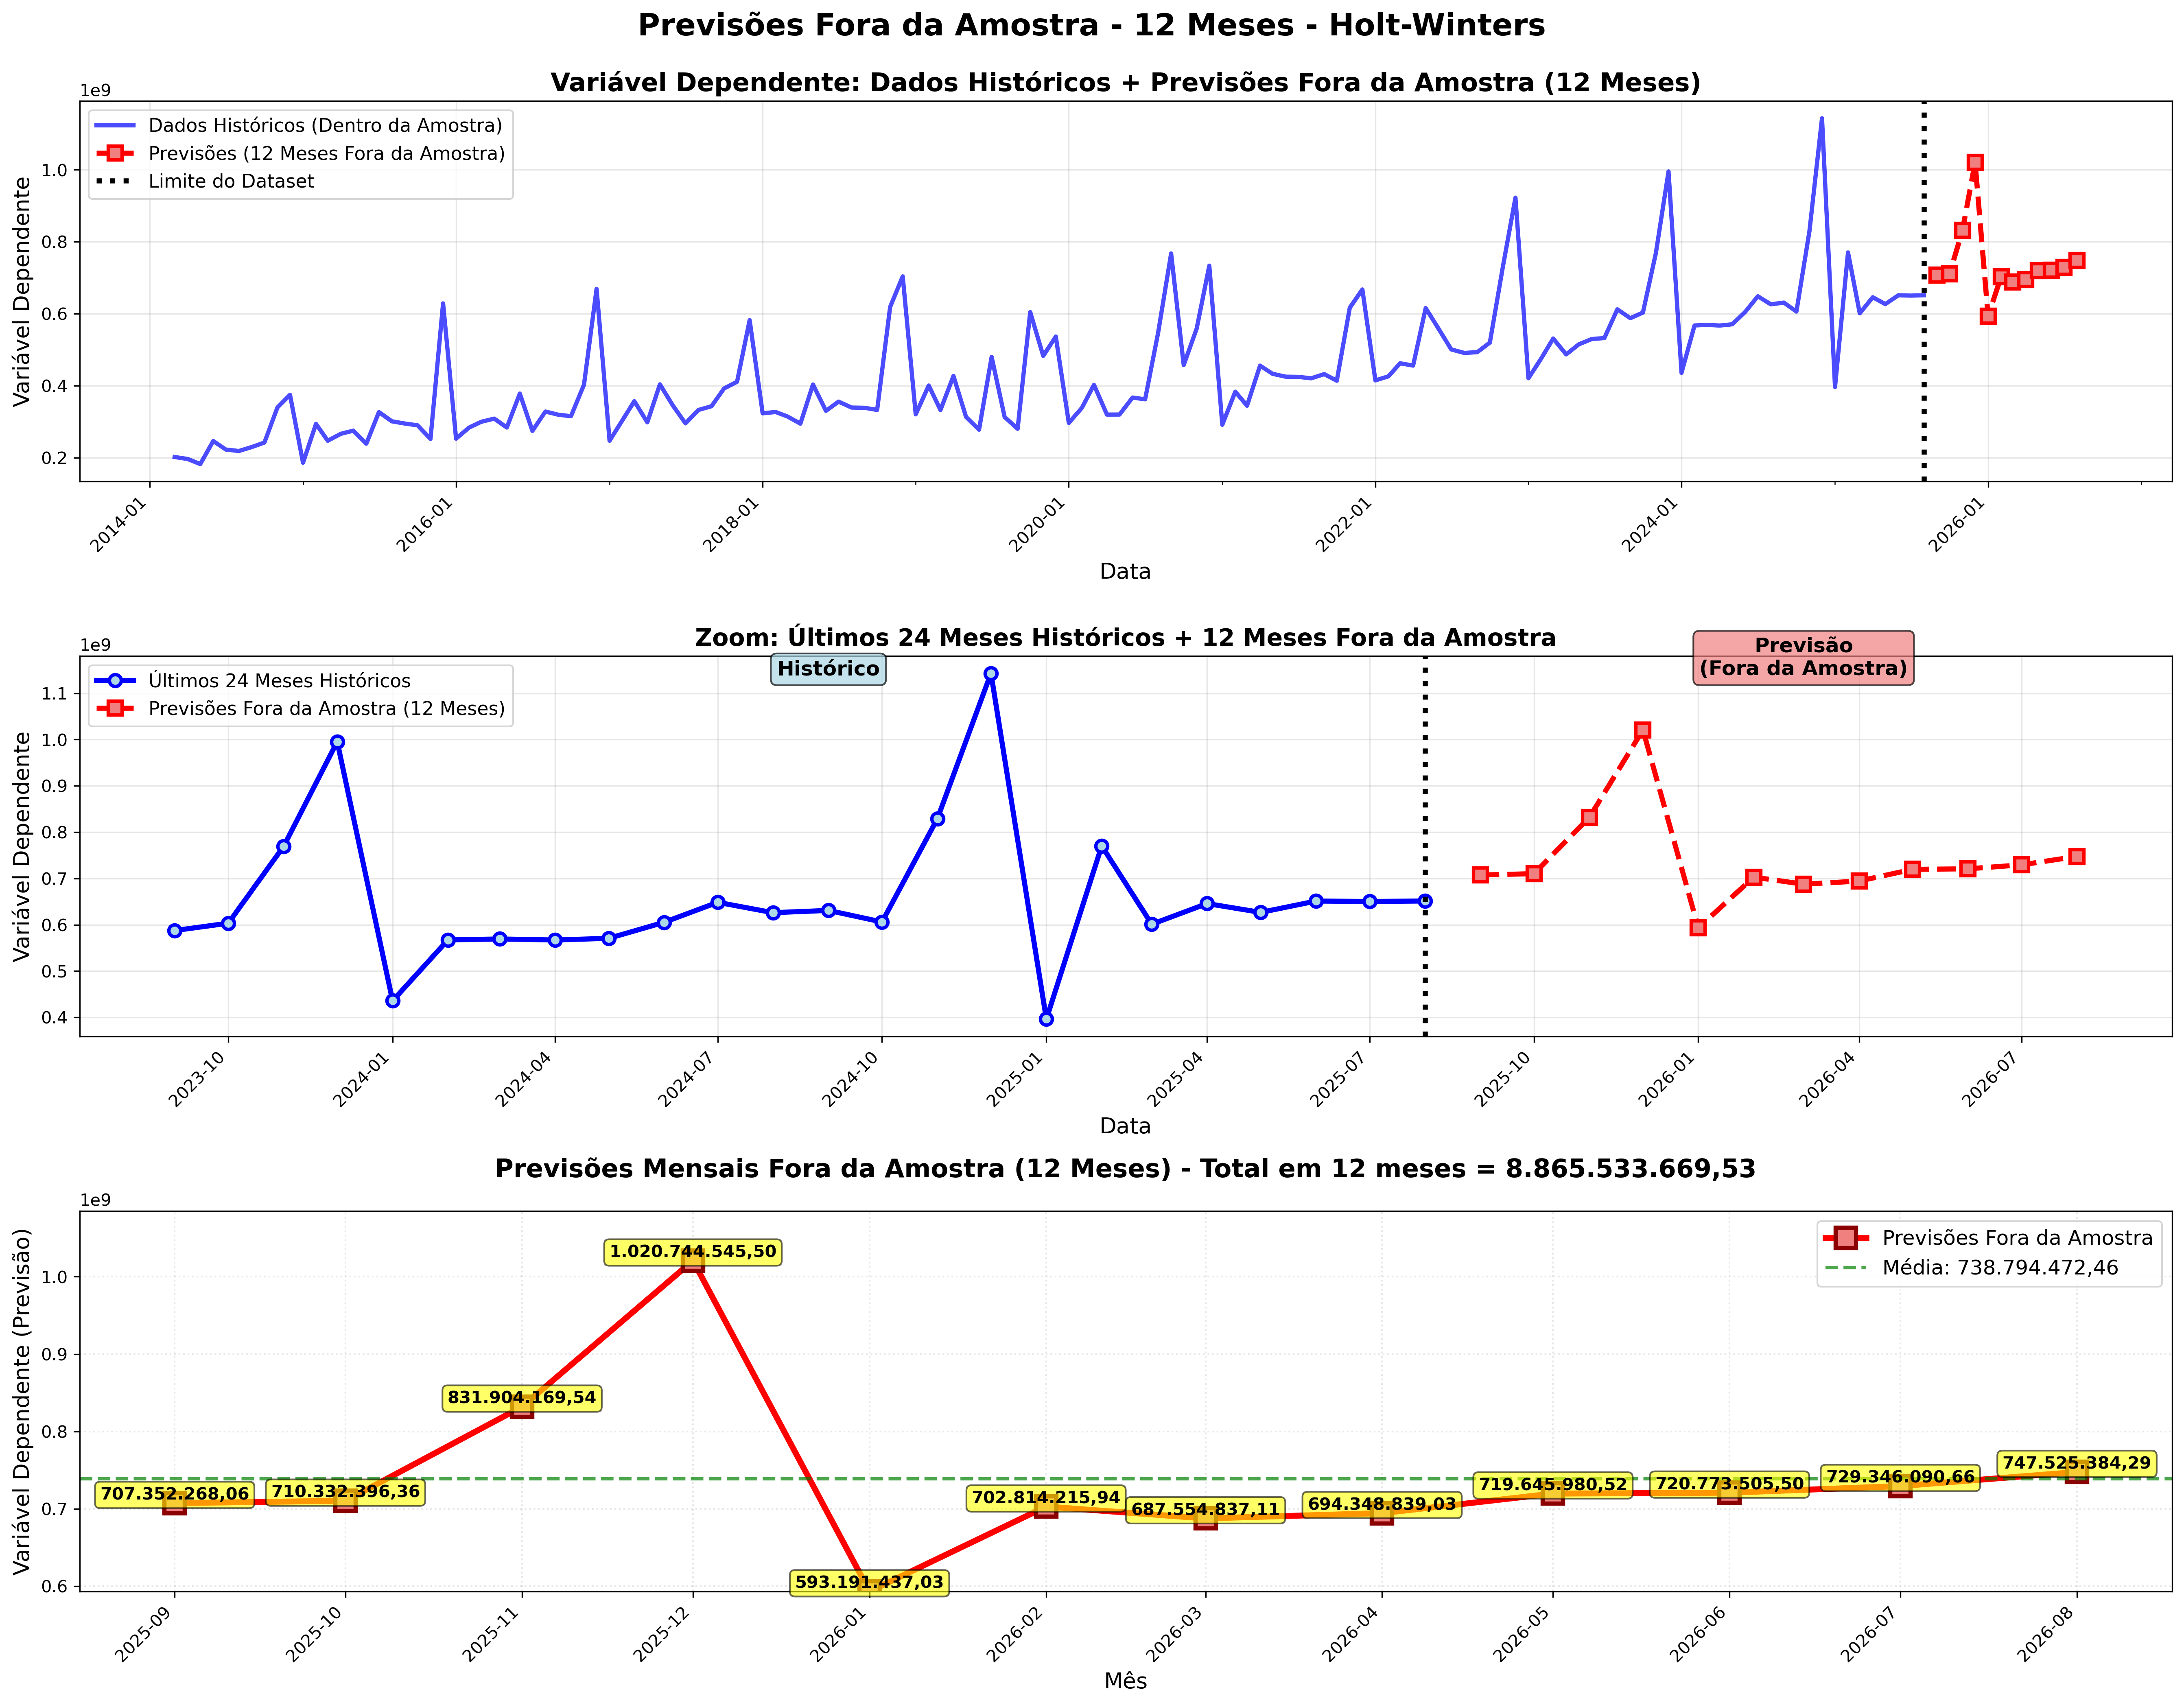 Previsões Fora da Amostra - 12 Meses - Holt-Winters
Variável Dependente: Dados Históricos + Previsões Fora da Amostra (12 Meses)
1e9
Dados Históricos (Dentro da Amostra)
Previsões (12 Meses Fora da Amostra)
Limite do Dataset
Variável Dependente
1.0
0.8
0.6
0.4
0.2
2014-01
2016-01
2018-01
2020-01
2022-01
2024-01
2026-01
Data
Zoom: Últimos 24 Meses Históricos + 12 Meses Fora da Amostra
1e9
Histórico
Previsão
(Fora da Amostra)
Últimos 24 Meses Históricos
Previsões Fora da Amostra (12 Meses)
Variável Dependente
1.1
1.0
0.9
0.8
0.7
0.6
0.5
0.4
2023-10
2024-01
2024-04
2024-07
2024-10
2025-01
2025-04
2025-07
2025-10
2026-01
2026-04
2026-07
Data
Previsões Mensais Fora da Amostra (12 Meses) - Total em 12 meses = 8.865.533.669,53
1e9
Previsões Fora da Amostra
Média: 738.794.472,46
Variável Dependente (Previsão)
1.0
0.9
0.8
0.7
0.6
707.352.268,06
710.332.396,36
831.904.169,54
1.020.744.545,50
593.191.437,03
702.814.215,94
687.554.837,11
694.348.839,03
719.645.980,52
720.773.505,50
729.346.090,66
747.525.384,29
2025-09
2025-10
2025-11
2025-12
2026-01
2026-02
2026-03
2026-04
2026-05
2026-06
2026-07
2026-08
Mês